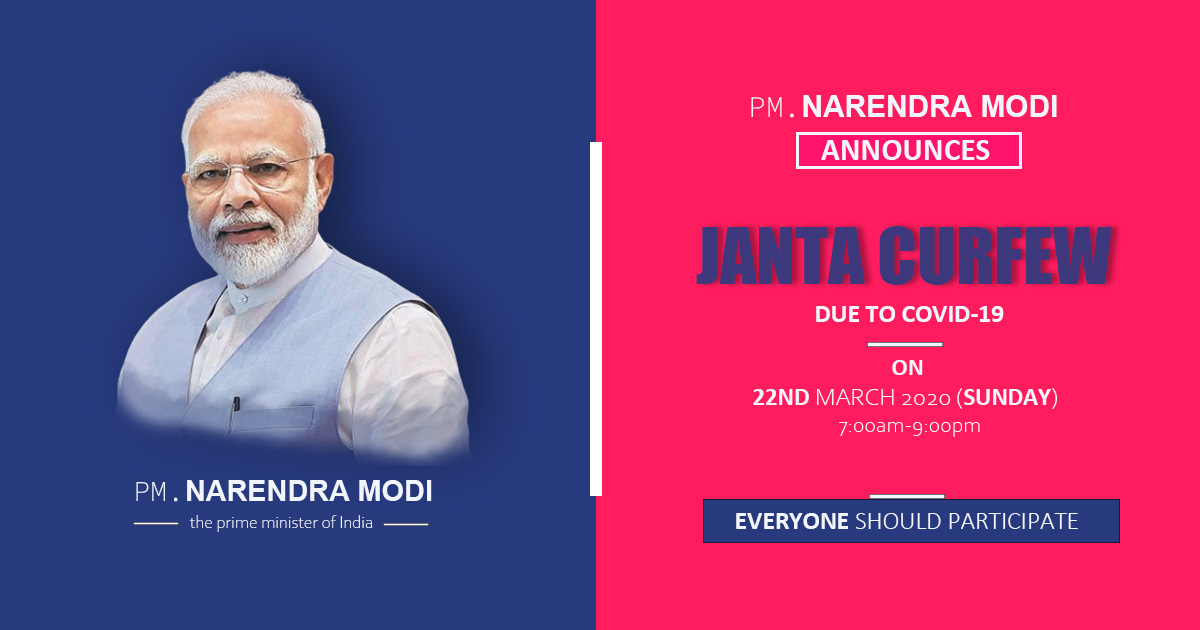 PM. NARENDRA MODI
the prime minister of India
PM. NARENDRA MODI
ANNOUNCES
JANTA CURFEW
DUE TO COVID-19
ON
22ND MARCH 2020 (SUNDAY)
7:00am-9:00pm
EVERYONE SHOULD PARTICIPATE